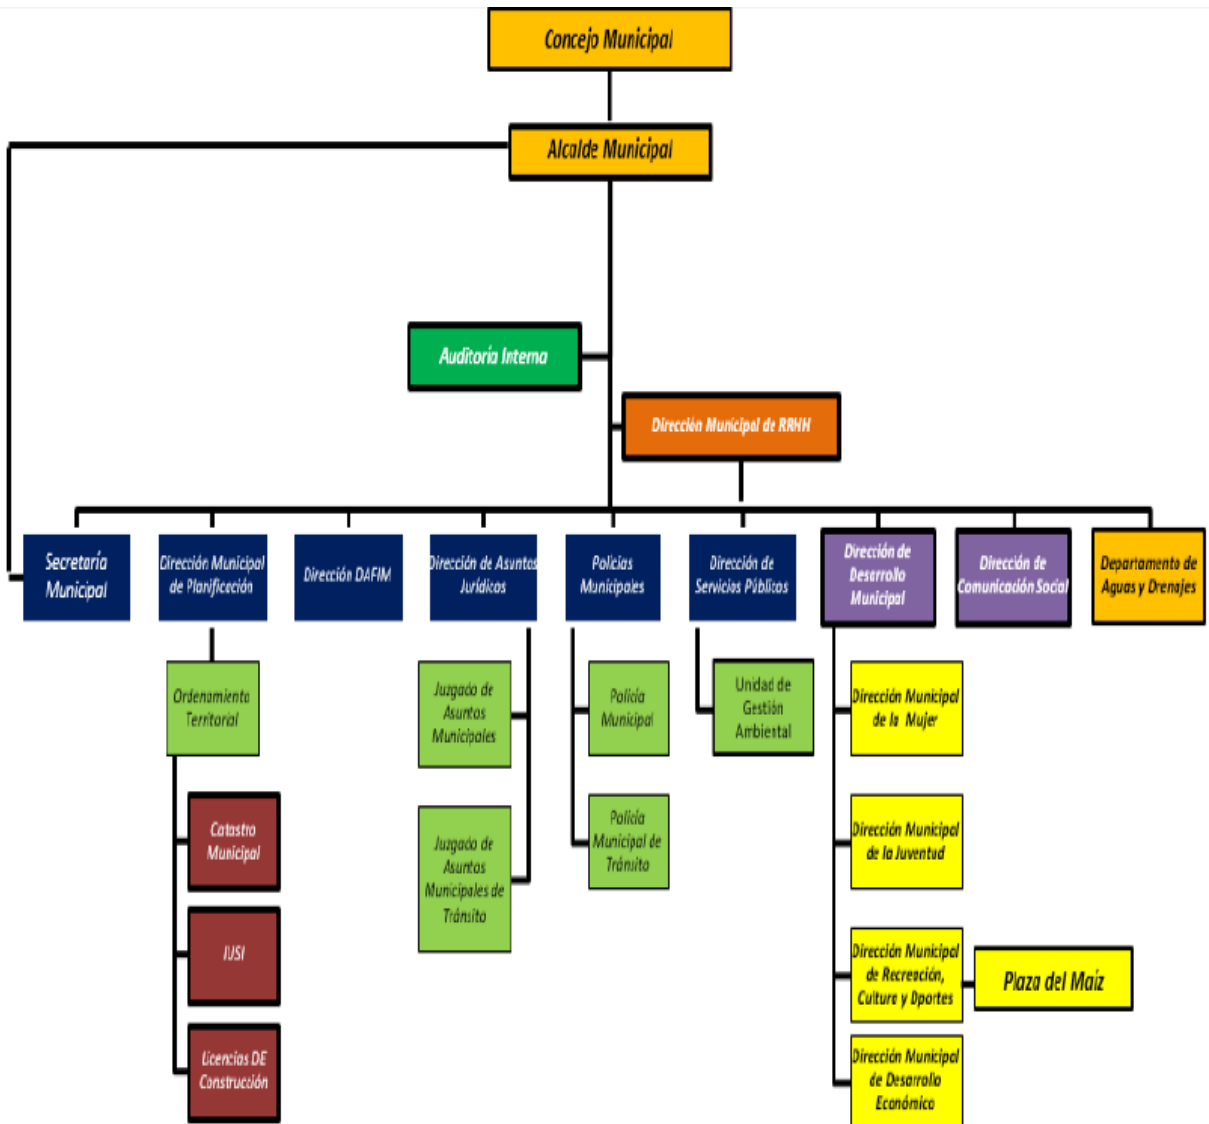 Concejo Municipal
Alcalde Municipal
Auditoría Interna
Dirección Municipal de RRHH
Secretaría
Municipal
Dirección Municipal
de Planificección
Dirección DAFIM
Dirección de Asuntos
Jurídicos
Policias
Municipales
Dirección de
Servicios Públicos
Dirección de
Desarrollo
Municipal
Dirección de
Comunicación Social
Departamento de
Aguas y Drenajes
Ordenamiento
Territorial
Catastro
Municipal
IUSI
Licencias DE
Construcción
Juzgado de
Asuntos
Municipales
Juzgado de
Asuntos
Municipales de
Tránsito
Policía
Municipal
Policía
Municipal de
Tránsito
Unidad de
Gestión
Ambiental
Dirección Municipal
de la Mujer
Dirección Municipal
de la Juventud
Dirección Municipal
de Recreación,
Cultura y Dportes
Plaza del Maíz
Dirección Municipal
de Desarrollo
Económico